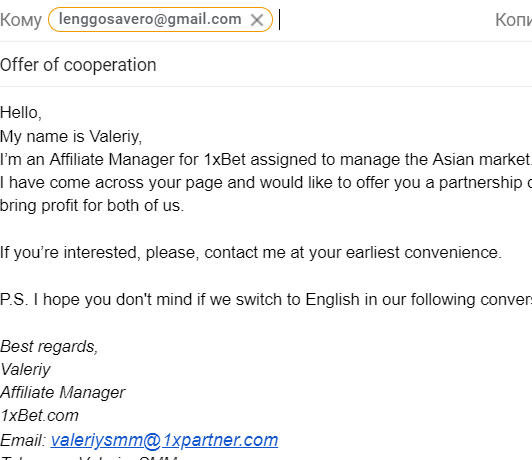 Кому lenggosavero@gmail.com Копи
Offer of cooperation
Hello,
My name is Valeriy,
I'm an Affiliate Manager for 1xBet assigned to manage the Asian market.
I have come across your page and would like to offer you a partnership
bring profit for both of us.
If you're interested, please, contact me at your earliest convenience.
P.S. I hope you don't mind if we switch to English in our following conver
Best regards,
Valeriy
Affiliate Manager
1xBet.com
Email: valeriysmm@1xpartner.com